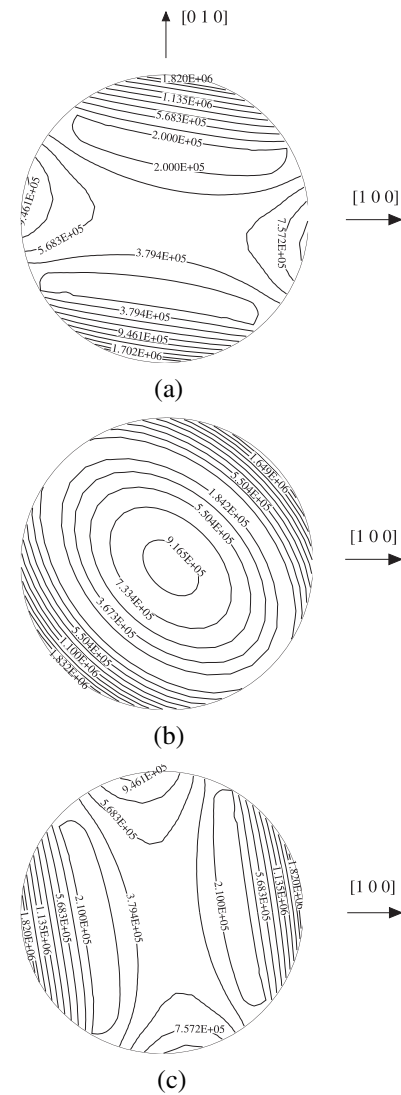 [0 1 0]
1.820E+06
1.135E+06
5.683E+05
2.000E+05
2.000E+05
9.461E+05
5.683E+05
7.572E+05
[1 0 0]
3.794E+05
3.794E+05
9.461E+05
1.702E+06
(a)
1.649E+06
5.504E+05
1.842E+05
5.504E+05
9.165E+05
[1 0 0]
7.334E+05
3.673E+05
5.504E+05
1.100E+06
1.832E+06
(b)
9.461E+05
5.683E+05
1.820E+06
1.135E+06
5.683E+05
2.100E+05
3.794E+05
2.100E+05
5.683E+05
1.135E+06
1.820E+06
[1 0 0]
7.572E+05
(c)